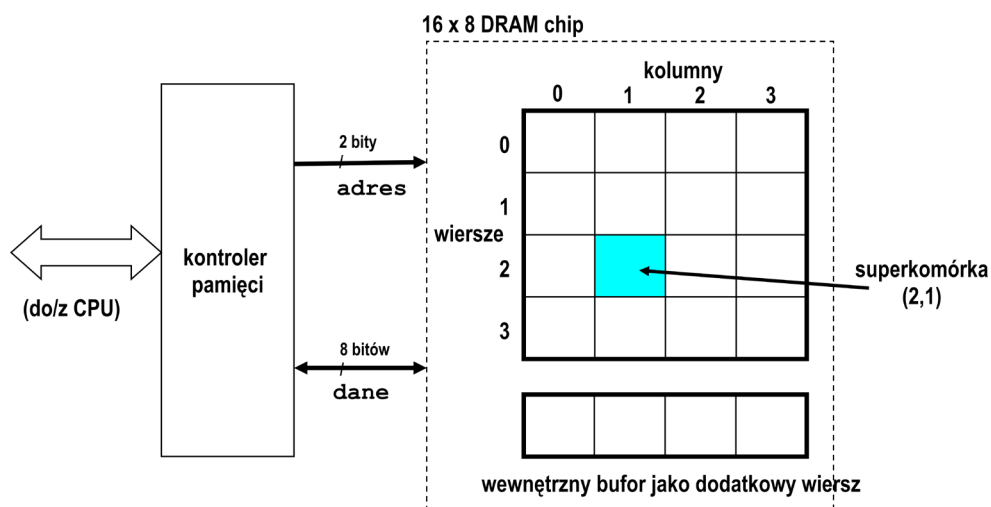 16 x 8 DRAM chip
kolumny
0 1 2 3
0
2 bity
adres
1
wiersze
kontroler
pamięci
2
superkomórka
(2,1)
(do/z CPU)
3
8 bitów
dane
wewnętrzny bufor jako dodatkowy wiersz